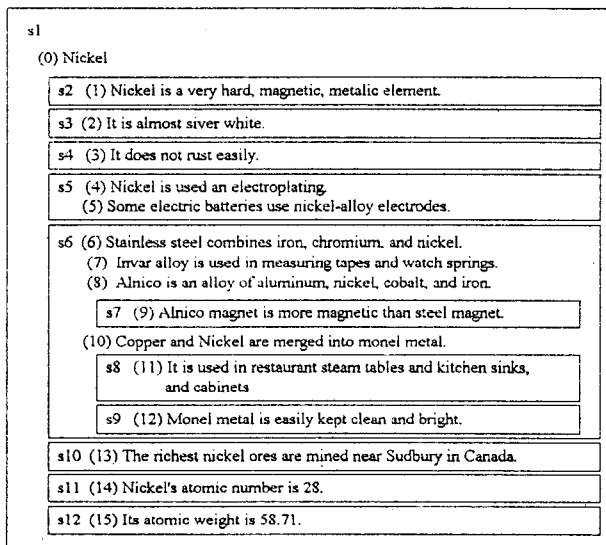 s1
(0) Nickel
s2 (1) Nickel is a very hard, magnetic, metalic element.
s3 (2) It is almost siver white.
s4 (3) It does not rust easily.
s5 (4) Nickel is used an electroplating.
(5) Some electric batteries use nickel-alloy electrodes.
s6 (6) Stainless steel combines iron, chromium, and nickel.
(7) Invar alloy is used in measuring tapes and watch springs.
(8) Alnico is an alloy of aluminum, nickel, cobalt, and iron.
s7 (9) Alnico magnet is more magnetic than steel magnet.
(10) Copper and Nickel are merged into monel metal.
s8 (11) It is used in restaurant steam tables and kitchen sinks,
and cabinets
s9 (12) Monel metal is easily kept clean and bright.
s10 (13) The richest nickel ores are mined near Sudbury in Canada.
s11 (14) Nickel's atomic number is 28.
s12 (15) Its atomic weight is 58.71.